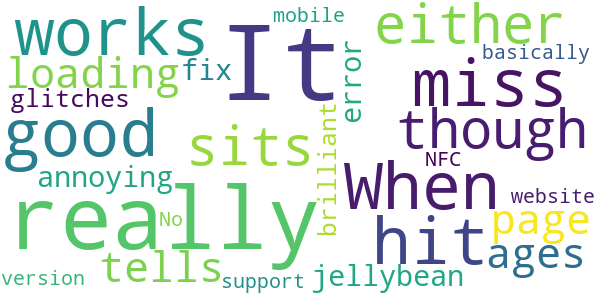 mobile
works
It
either
loading
fix
basically
glitches
error
miss
good
sits
though
annoying
brilliant
NFC
When
really
No
website
page
hit
ages
tells
version
support
jellybean